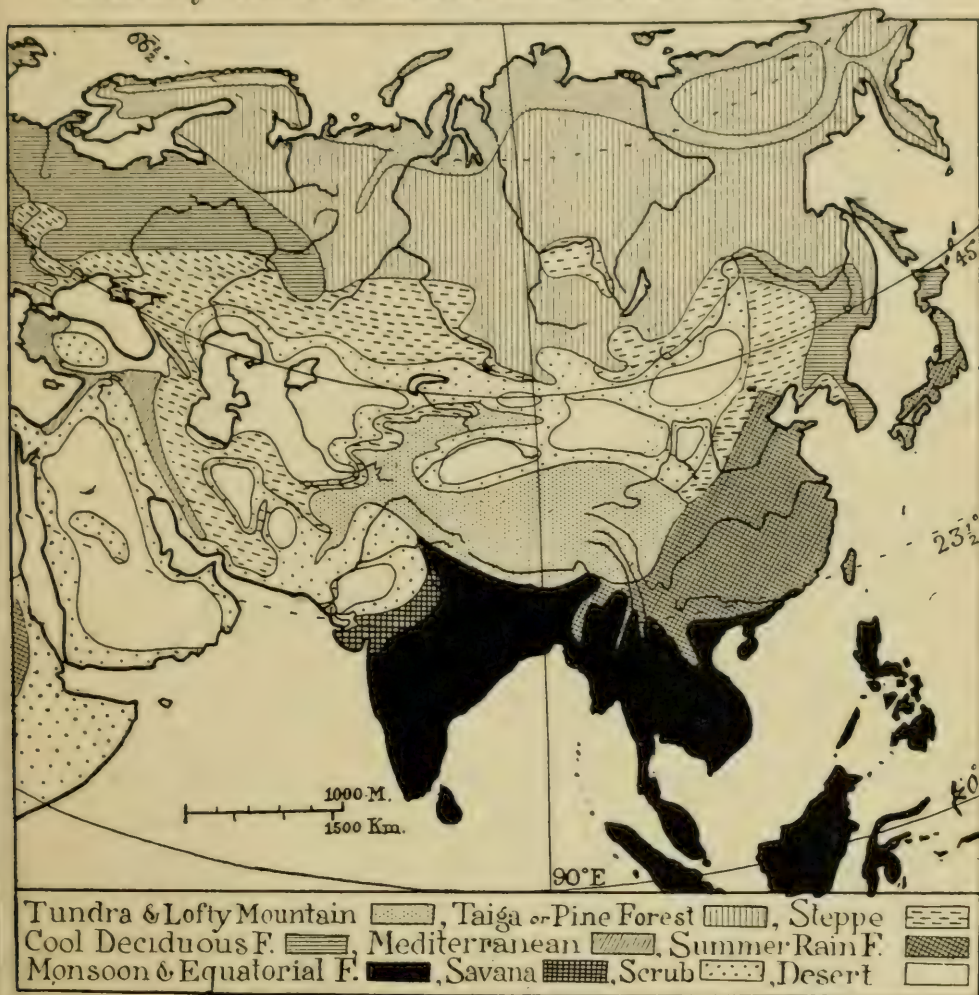 66½
45
23½°
0°
1000 M.
1500 Km.
90°E
Tundra & Lofty Mountain , Taiga or Pine Forest , Steppe
Cool Deciduous F. , Mediterranean , Summer Rain F.
Monsoon & Equatorial F. , Savana , Scrub , Desert